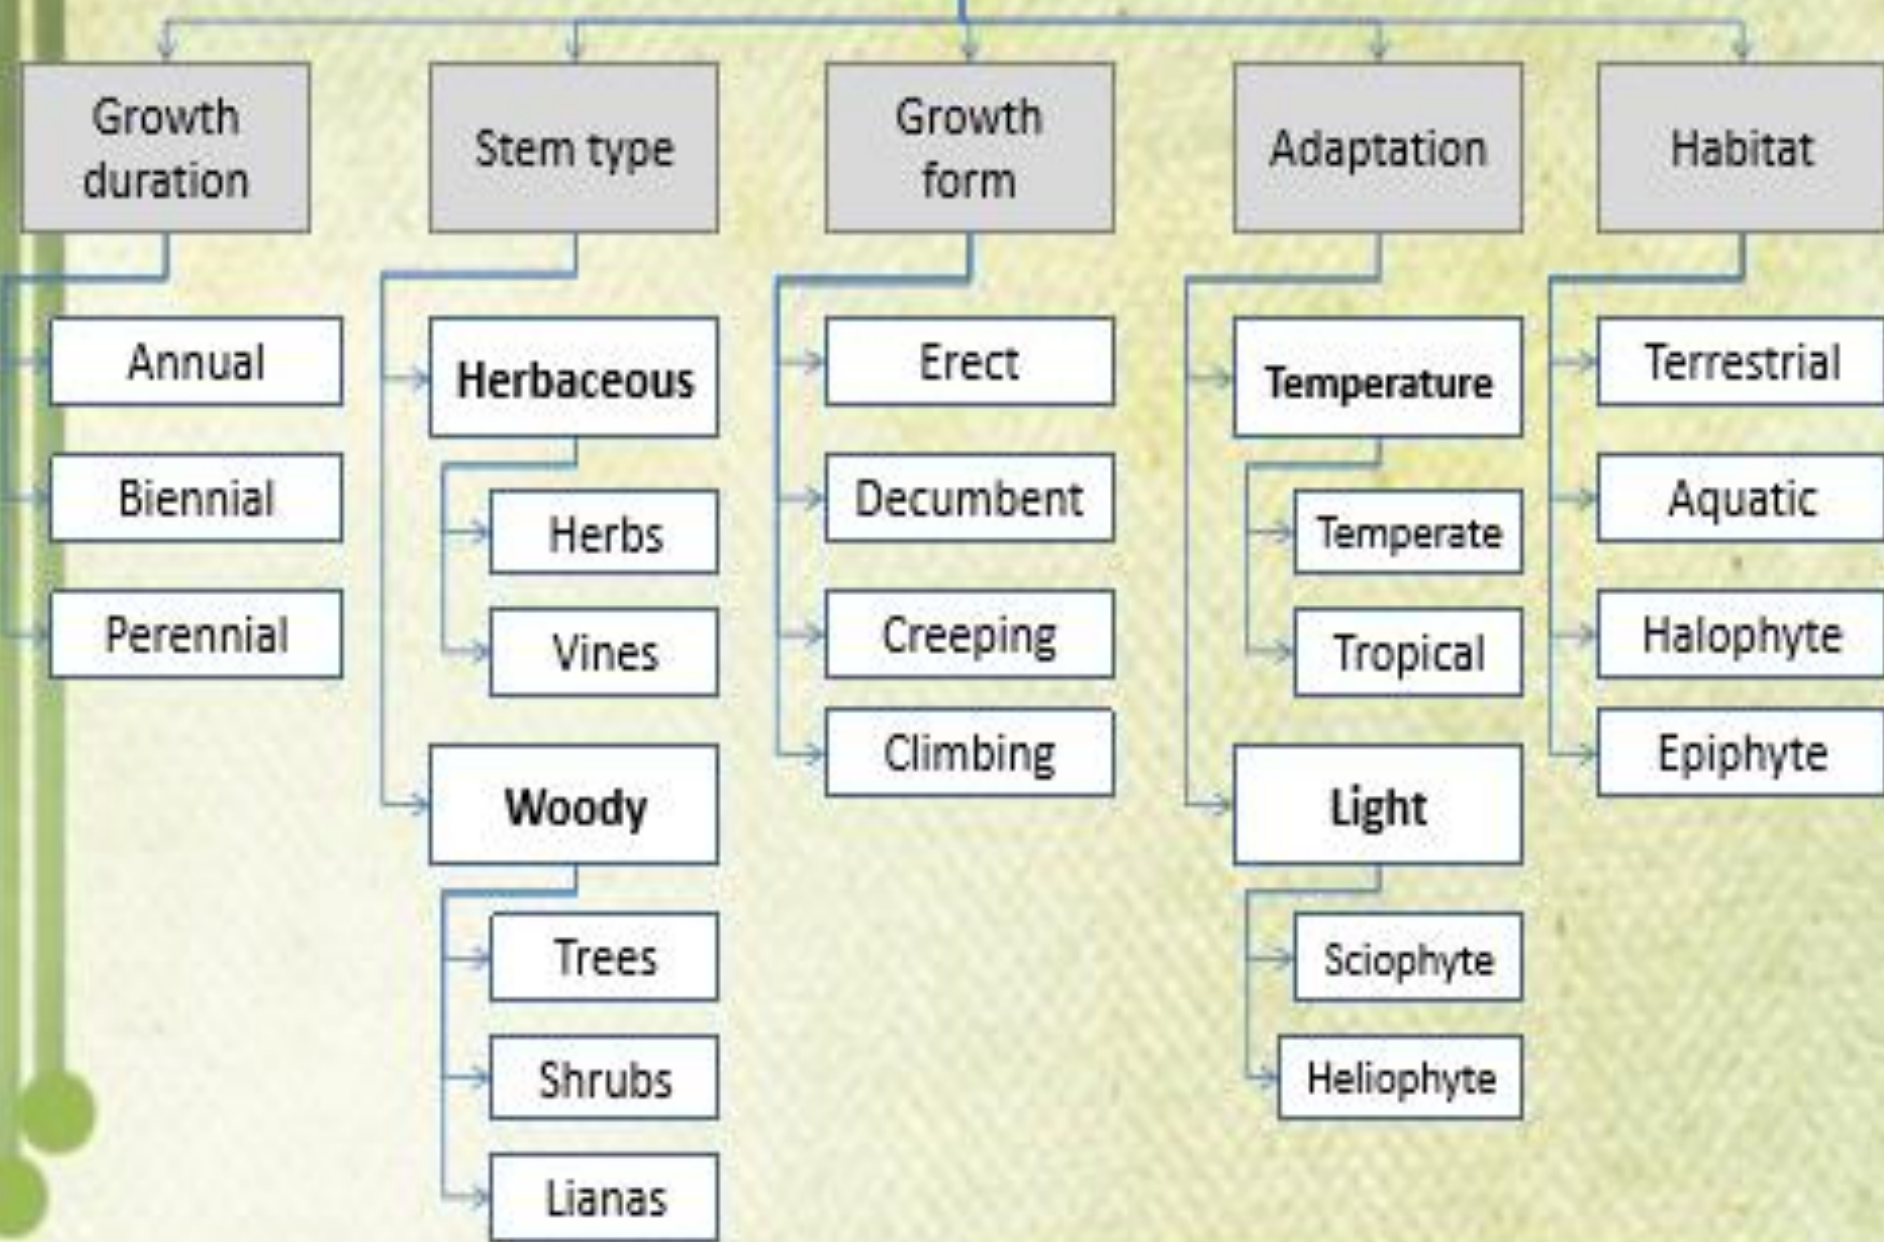 Growth
duration
Stem type
Growth
form
Adaptation
Habitat
Annual
Biennial
Perennial
Herbaceous
Herbs
Vines
Woody
Trees
Shrubs
Lianas
Erect
Decumbent
Creeping
Climbing
Temperature
Temperate
Tropical
Light
Sciophyte
Heliophyte
Terrestrial
Aquatic
Halophyte
Epiphyte